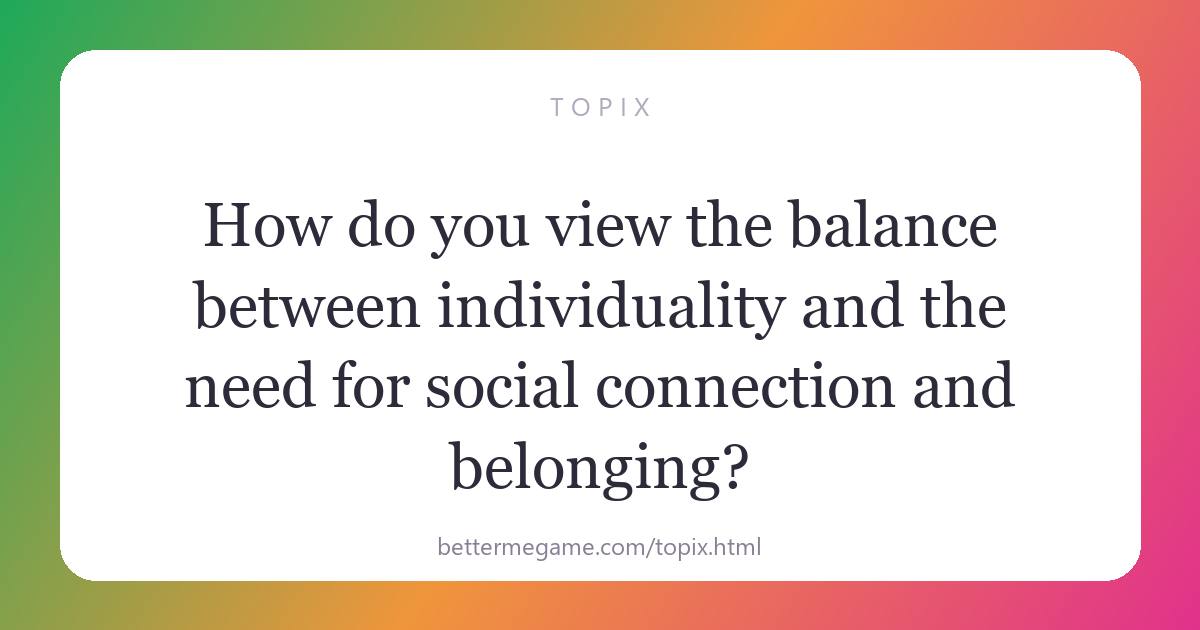 TOPIX
How do you view the balance
between individuality and the
need for social connection and
belonging?
bettermegame.com/topix.html